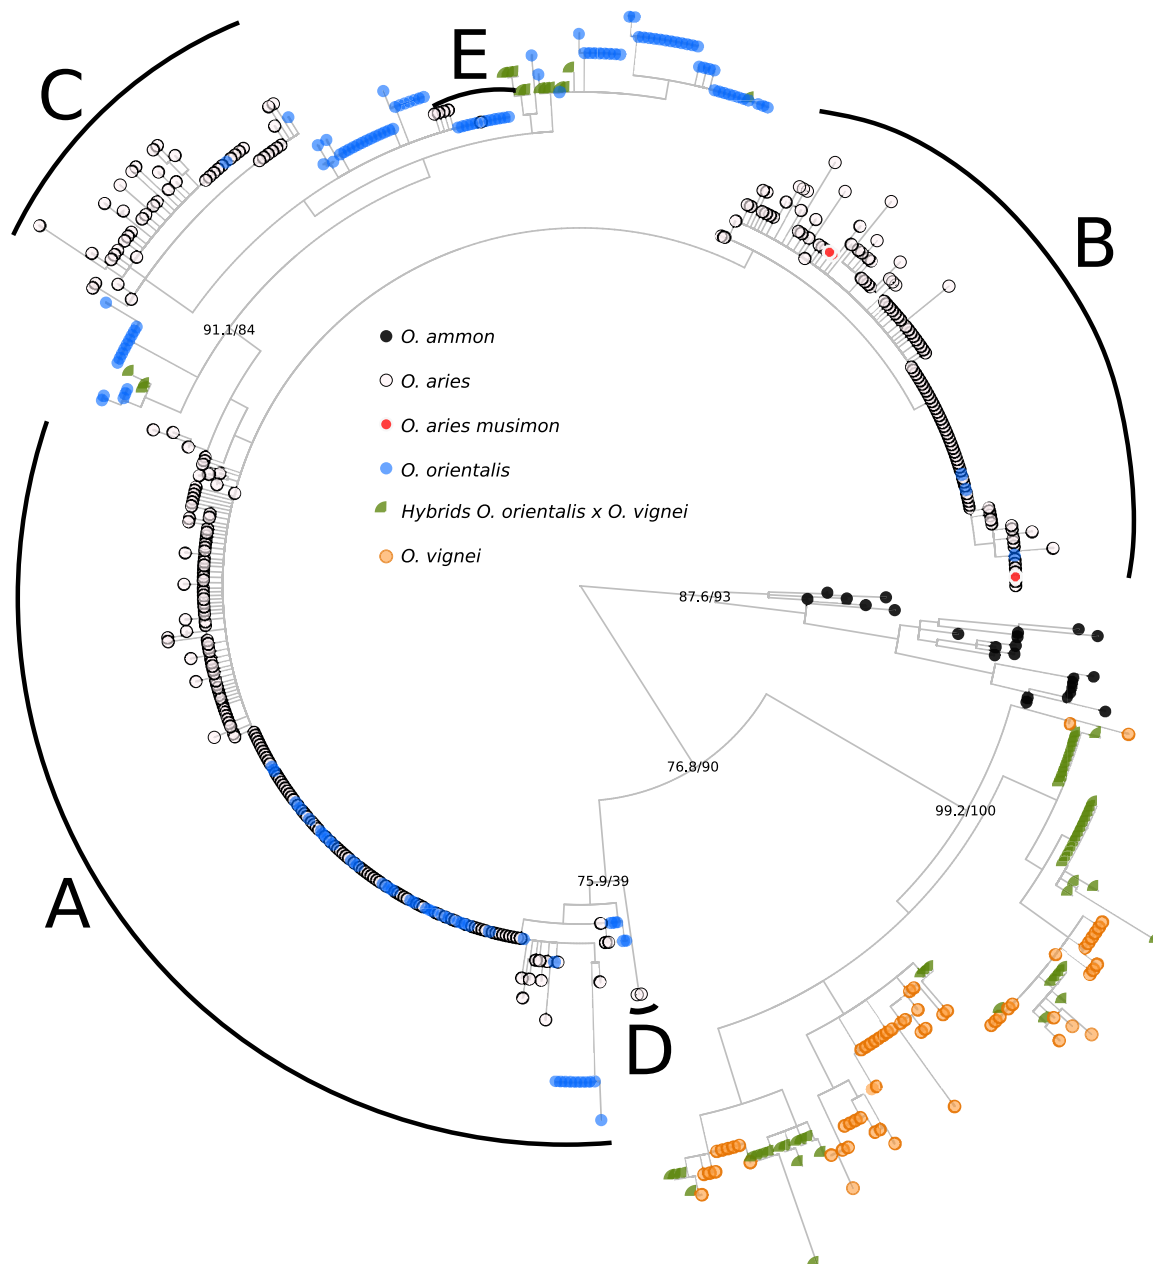 E
C
B
91.1/84
O. ammon
O. aries
O. aries musimon
O. orientalis
Hybrids O. orientalis x O. vignei
O. vignei
87.6/93
76.8/90
99.2/100
75.9/39
A
D